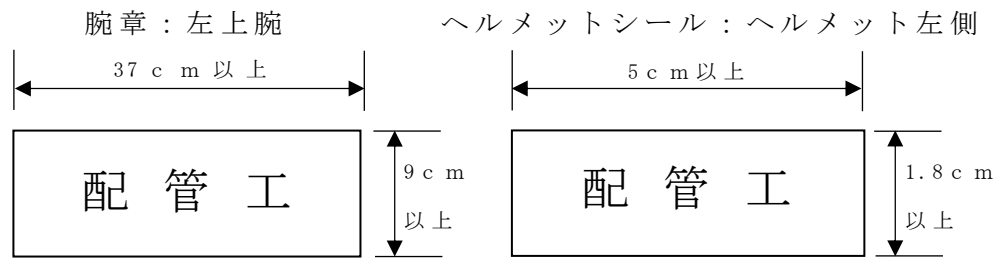 腕章：左上腕
37ｃｍ以上
配管工
9ｃｍ
以上
ヘルメットシール：ヘルメット左側
5ｃｍ以上
配管工
1.8ｃｍ
以上